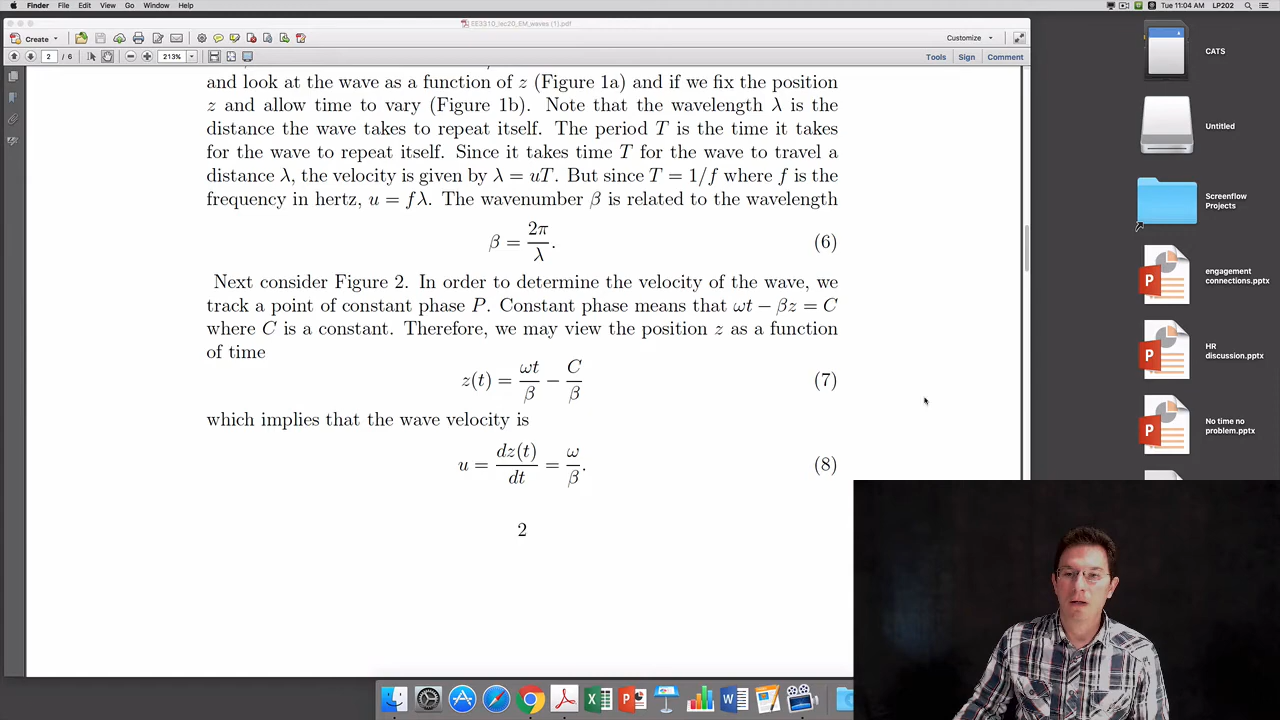 Finder File Edit View Go Window Help
Tue 11:04 AM LP202
EE3310_lec20_EM_waves (1).pdf
Create
Customize
2 / 6
213%
Tools Sign Comment
and look at the wave as a function of z (Figure 1a) and if we fix the position
z and allow time to vary (Figure 1b). Note that the wavelength λ is the
distance the wave takes to repeat itself. The period T is the time it takes
for the wave to repeat itself. Since it takes time T for the wave to travel a
distance λ, the velocity is given by λ = uT. But since T = 1/f where f is the
frequency in hertz, u = fλ. The wavenumber β is related to the wavelength
β = 2π/λ. (6)
Next consider Figure 2. In order to determine the velocity of the wave, we
track a point of constant phase P. Constant phase means that ωt − βz = C
where C is a constant. Therefore, we may view the position z as a function
of time
z(t) = ωt/β − C/β (7)
which implies that the wave velocity is
u = dz(t)/dt = ω/β. (8)
2
CATS
Untitled
Screenflow
Projects
engagement
connections.pptx
HR
discussion.pptx
No time no
problem.pptx